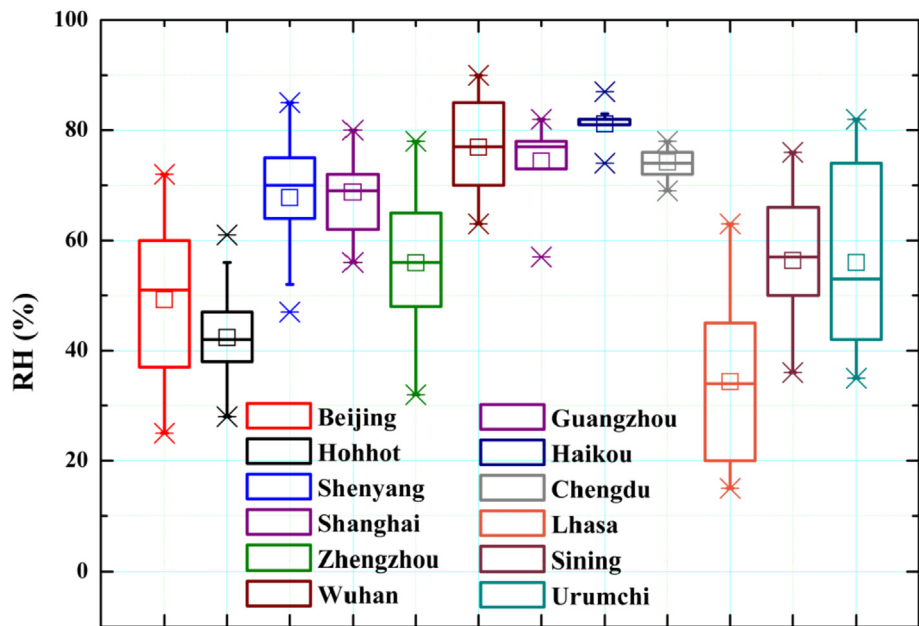 100
80
60
40
20
0
RH (%)
Beijing
Hohhot
Shenyang
Shanghai
Zhengzhou
Wuhan
Guangzhou
Haikou
Chengdu
Lhasa
Sining
Urumchi